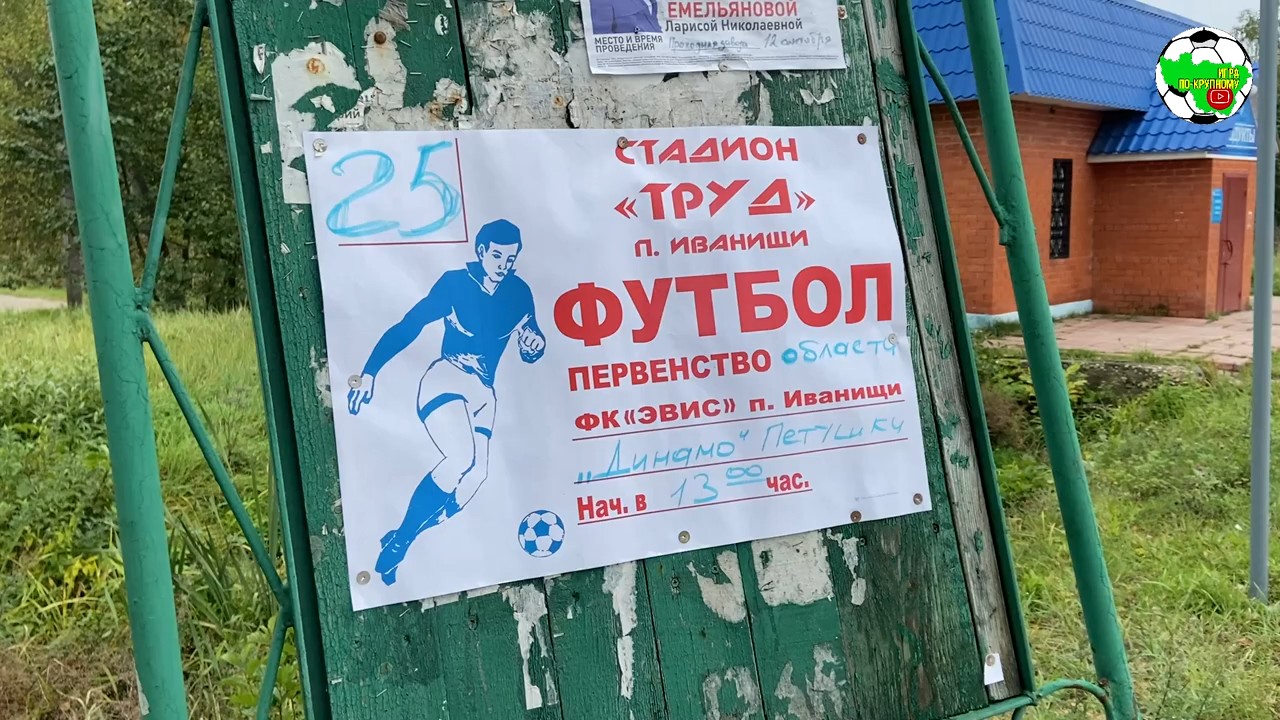 ЕМЕЛЬЯНОВОЙ
Ларисой Николаевной
МЕСТО И ВРЕМЯ
ПРОВЕДЕНИЯ
12 сентября
ИГРА
ПО-КРУПНОМУ
25
СТАДИОН
«ТРУД»
П. ИВАНИЩИ
ФУТБОЛ
ПЕРВЕНСТВО области
ФК «ЭВИС» п. Иванищи
„Динамо“ Петушки
Нач. в 13 00 час.